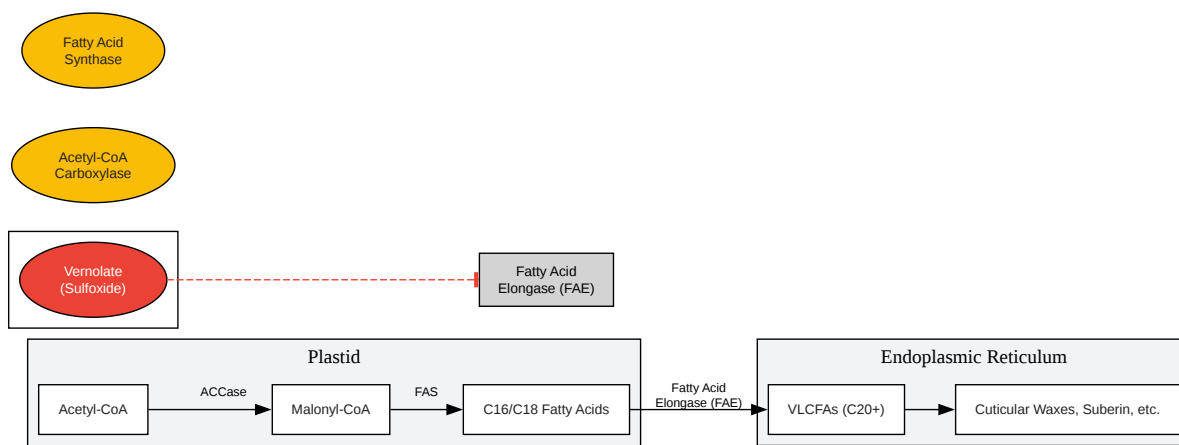 Fatty Acid
Synthase
Acetyl-CoA
Carboxylase
Vernolate
(Sulfoxide)
Fatty Acid
Elongase (FAE)
Plastid
Acetyl-CoA
ACCase
Malonyl-CoA
FAS
C16/C18 Fatty Acids
Fatty Acid
Elongase (FAE)
Endoplasmic Reticulum
VLCFAs (C20+)
Cuticular Waxes, Suberin, etc.